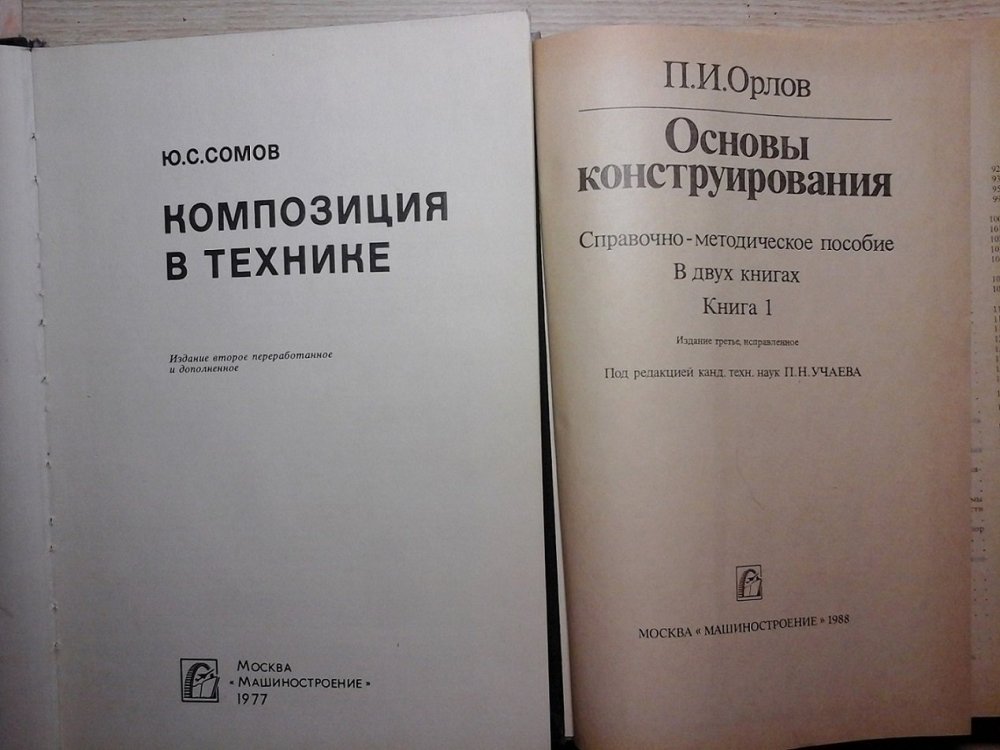 Ю.С.СОМОВ
КОМПОЗИЦИЯ
В ТЕХНИКЕ
Издание второе переработанное
и дополненное
МОСКВА
«МАШИНОСТРОЕНИЕ»
1977
П.И.Орлов
Основы
конструирования
Справочно-методическое пособие
В двух книгах
Книга 1
Издание третье, исправленное
Под редакцией канд. техн. наук П.Н.УЧАЕВА
МОСКВА «МАШИНОСТРОЕНИЕ» 1988